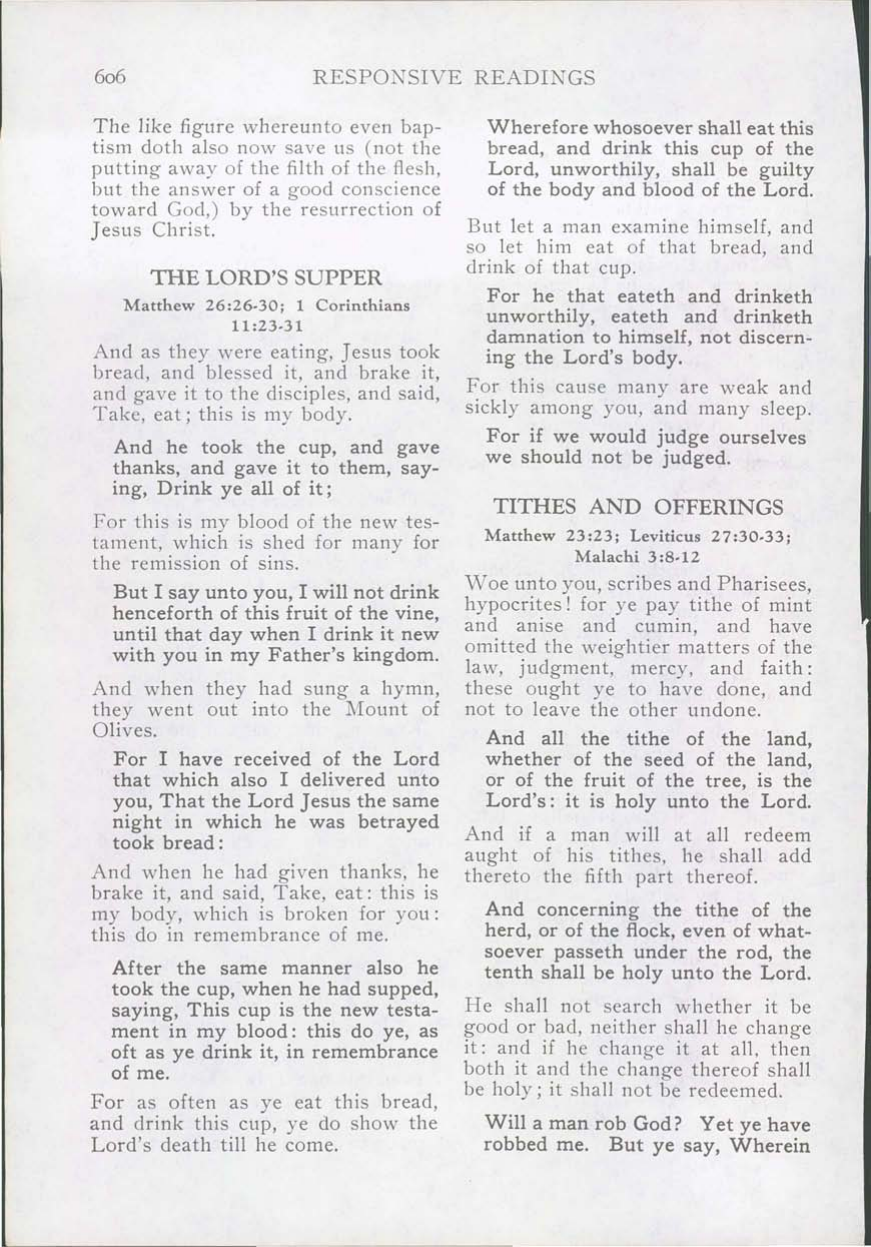 606
RESPONSIVE READINGS
The like figure whereunto even bap-
tism doth also now save us (not the
putting away of the filth of the flesh,
but the answer of a good conscience
toward God,) by the resurrection of
Jesus Christ.
THE LORD'S SUPPER
Matthew 26:26-30; 1 Corinthians
11:23-31
And as they were eating, Jesus took
bread, and blessed it, and brake it,
and gave it to the disciples, and said,
Take, eat; this is my body.
And he took the cup, and gave
thanks, and gave it to them, say-
ing, Drink ye all of it;
For this is my blood of the new tes-
tament, which is shed for many for
the remission of sins.
But I say unto you, I will not drink
henceforth of this fruit of the vine,
until that day when I drink it new
with you in my Father's kingdom.
And when they had sung a hymn,
they went out into the Mount of
Olives.
For I have received of the Lord
that which also I delivered unto
you, That the Lord Jesus the same
night in which he was betrayed
took bread:
And when he had given thanks, he
brake it, and said, Take, eat: this is
my body, which is broken for you:
this do in remembrance of me.
After the same manner also he
took the cup, when he had supped,
saying, This cup is the new testa-
ment in my blood: this do ye, as
oft as ye drink it, in remembrance
of me.
For as often as ye eat this bread,
and drink this cup, ye do show the
Lord's death till he come.
Wherefore whosoever shall eat this
bread, and drink this cup of the
Lord, unworthily, shall be guilty
of the body and blood of the Lord.
But let a man examine himself, and
so let him eat of that bread, and
drink of that cup.
For he that eateth and drinketh
unworthily, eateth and drinketh
damnation to himself, not discern-
ing the Lord's body.
For this cause many are weak and
sickly among you, and many sleep.
For if we would judge ourselves
we should not be judged.
TITHES AND OFFERINGS
Matthew 23:23; Leviticus 27:30-33;
Malachi 3:8-12
Woe unto you, scribes and Pharisees,
hypocrites! for ye pay tithe of mint
and anise and cumin, and have
omitted the weightier matters of the
law, judgment, mercy, and faith:
these ought ye to have done, and
not to leave the other undone.
And all the tithe of the land,
whether of the seed of the land,
or of the fruit of the tree, is the
Lord's: it is holy unto the Lord.
And if a man will at all redeem
aught of his tithes, he shall add
thereto the fifth part thereof.
And concerning the tithe of the
herd, or of the flock, even of what-
soever passeth under the rod, the
tenth shall be holy unto the Lord.
He shall not search whether it be
good or bad, neither shall he change
it: and if he change it at all, then
both it and the change thereof shall
be holy; it shall not be redeemed.
Will a man rob God? Yet ye have
robbed me. But ye say, Wherein